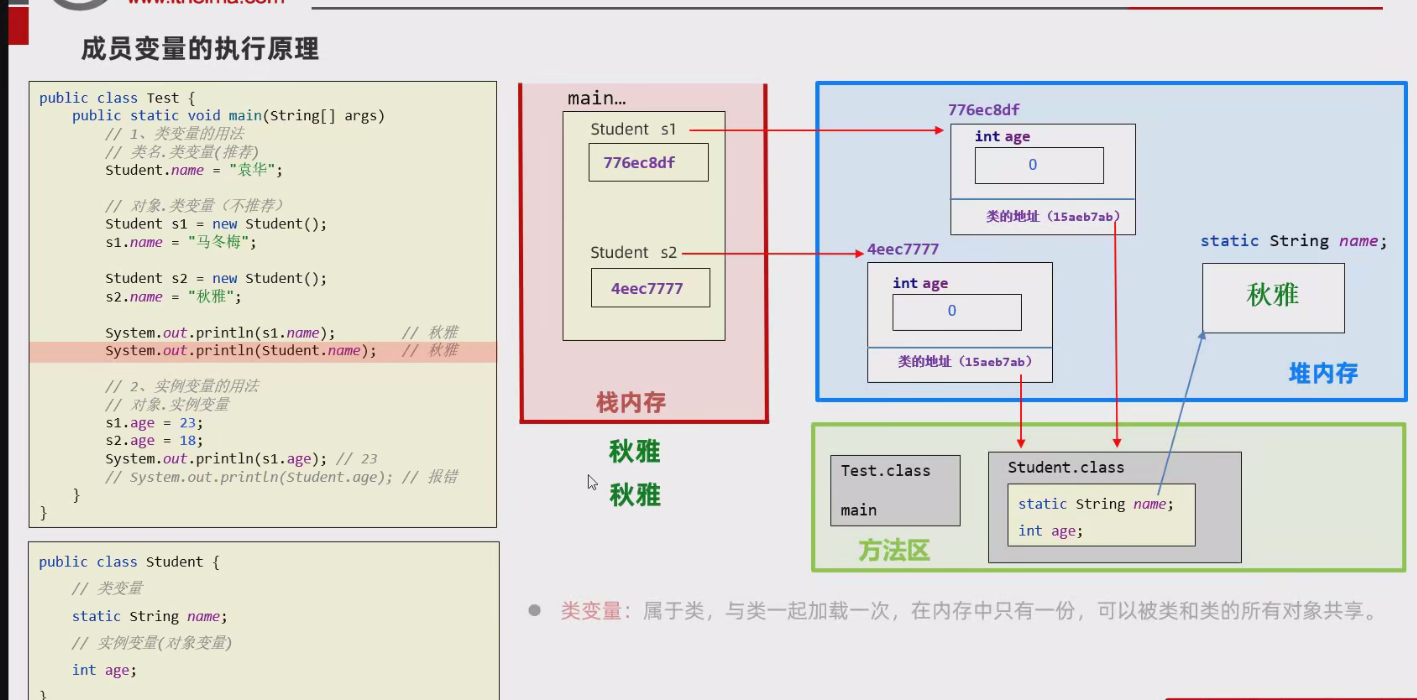 www.itheima.com
成员变量的执行原理
public class Test {
public static void main(String[] args)
// 1、类变量的用法
// 类名.类变量(推荐)
Student.name = "袁华";
// 对象.类变量（不推荐）
Student s1 = new Student();
s1.name = "马冬梅";
Student s2 = new Student();
s2.name = "秋雅";
System.out.println(s1.name); // 秋雅
System.out.println(Student.name); // 秋雅
// 2、实例变量的用法
// 对象.实例变量
s1.age = 23;
s2.age = 18;
System.out.println(s1.age); // 23
// System.out.println(Student.age); // 报错
}
}
public class Student {
// 类变量
static String name;
// 实例变量(对象变量)
int age;
}
main…
Student s1
776ec8df
Student s2
4eec7777
栈内存
秋雅
秋雅
776ec8df
int age
0
类的地址（15aeb7ab）
4eec7777
int age
0
类的地址（15aeb7ab）
static String name;
秋雅
堆内存
Test.class
main
方法区
Student.class
static String name;
int age;
● 类变量：属于类，与类一起加载一次，在内存中只有一份，可以被类和类的所有对象共享。